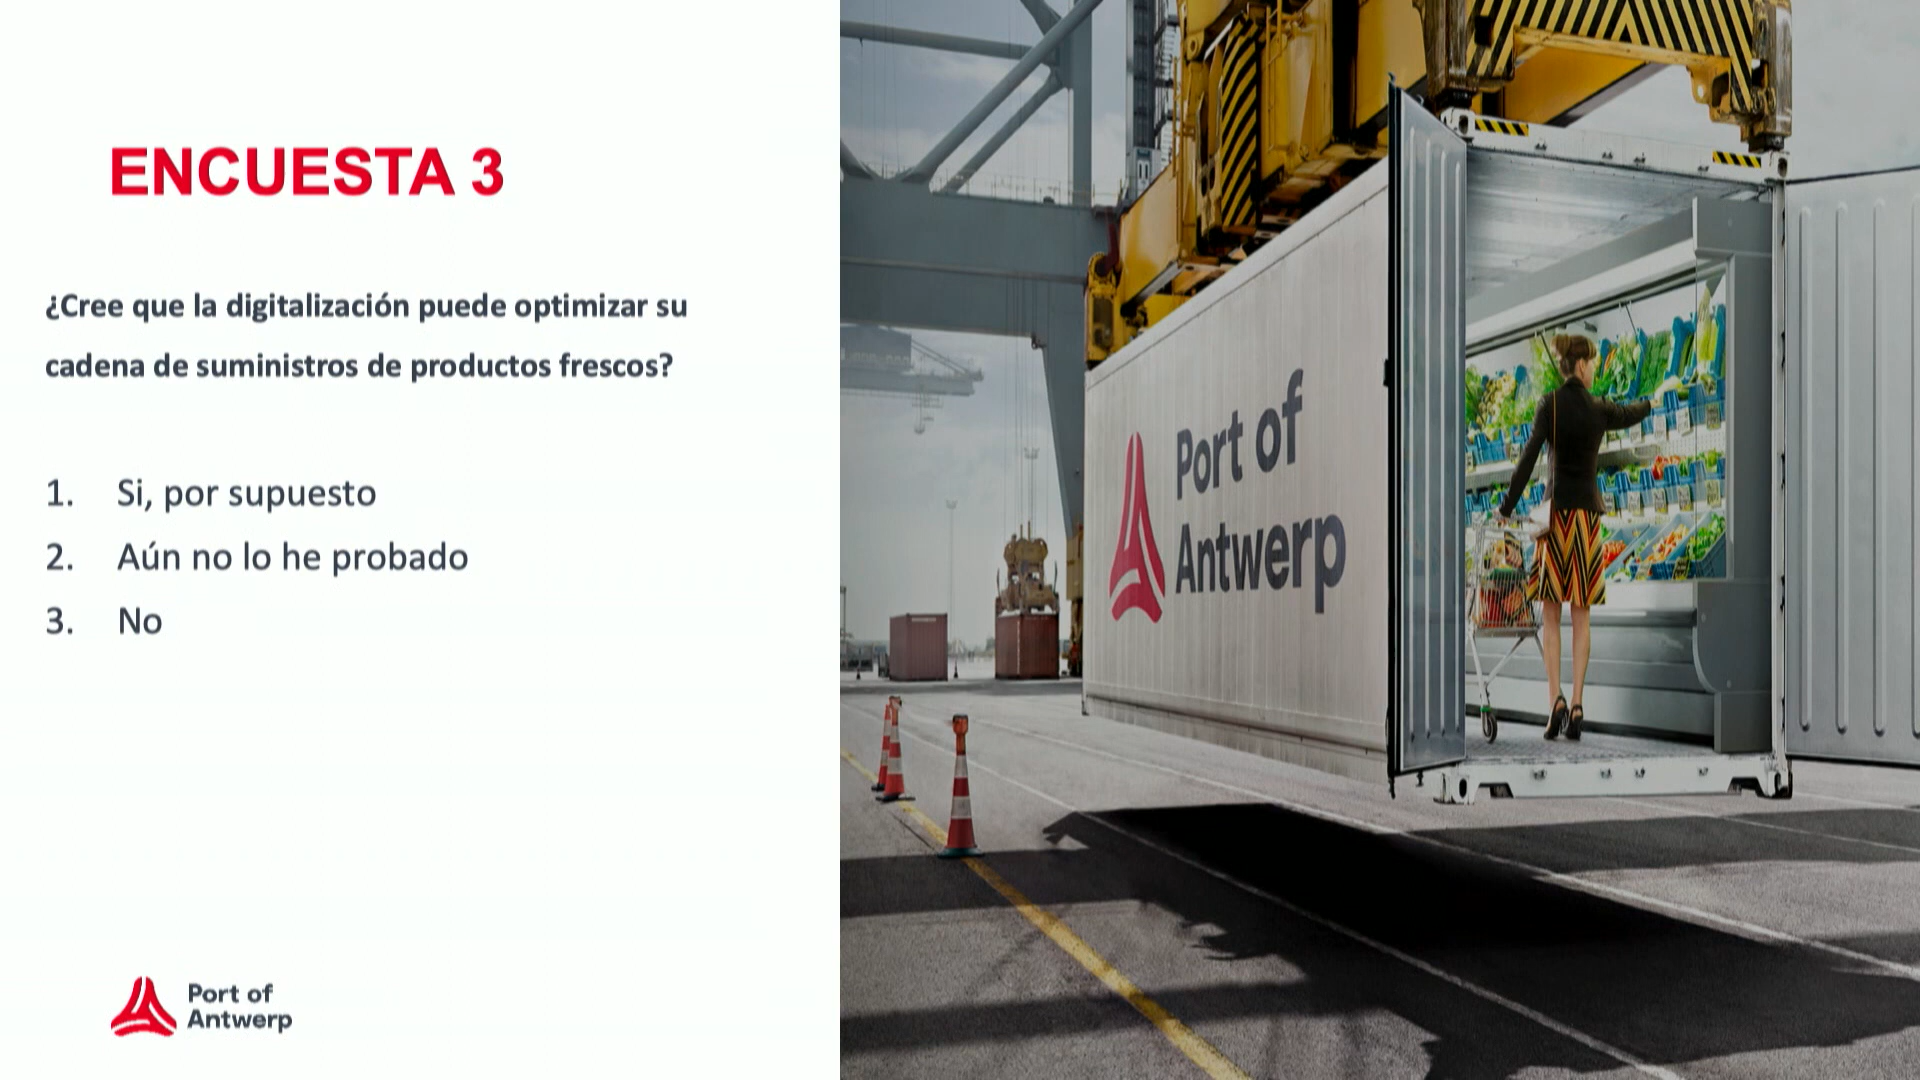 ENCUESTA 3
¿Cree que la digitalización puede optimizar su
cadena de suministros de productos frescos?
1. Si, por supuesto
2. Aún no lo he probado
3. No
Port of
Antwerp
Port of
Antwerp